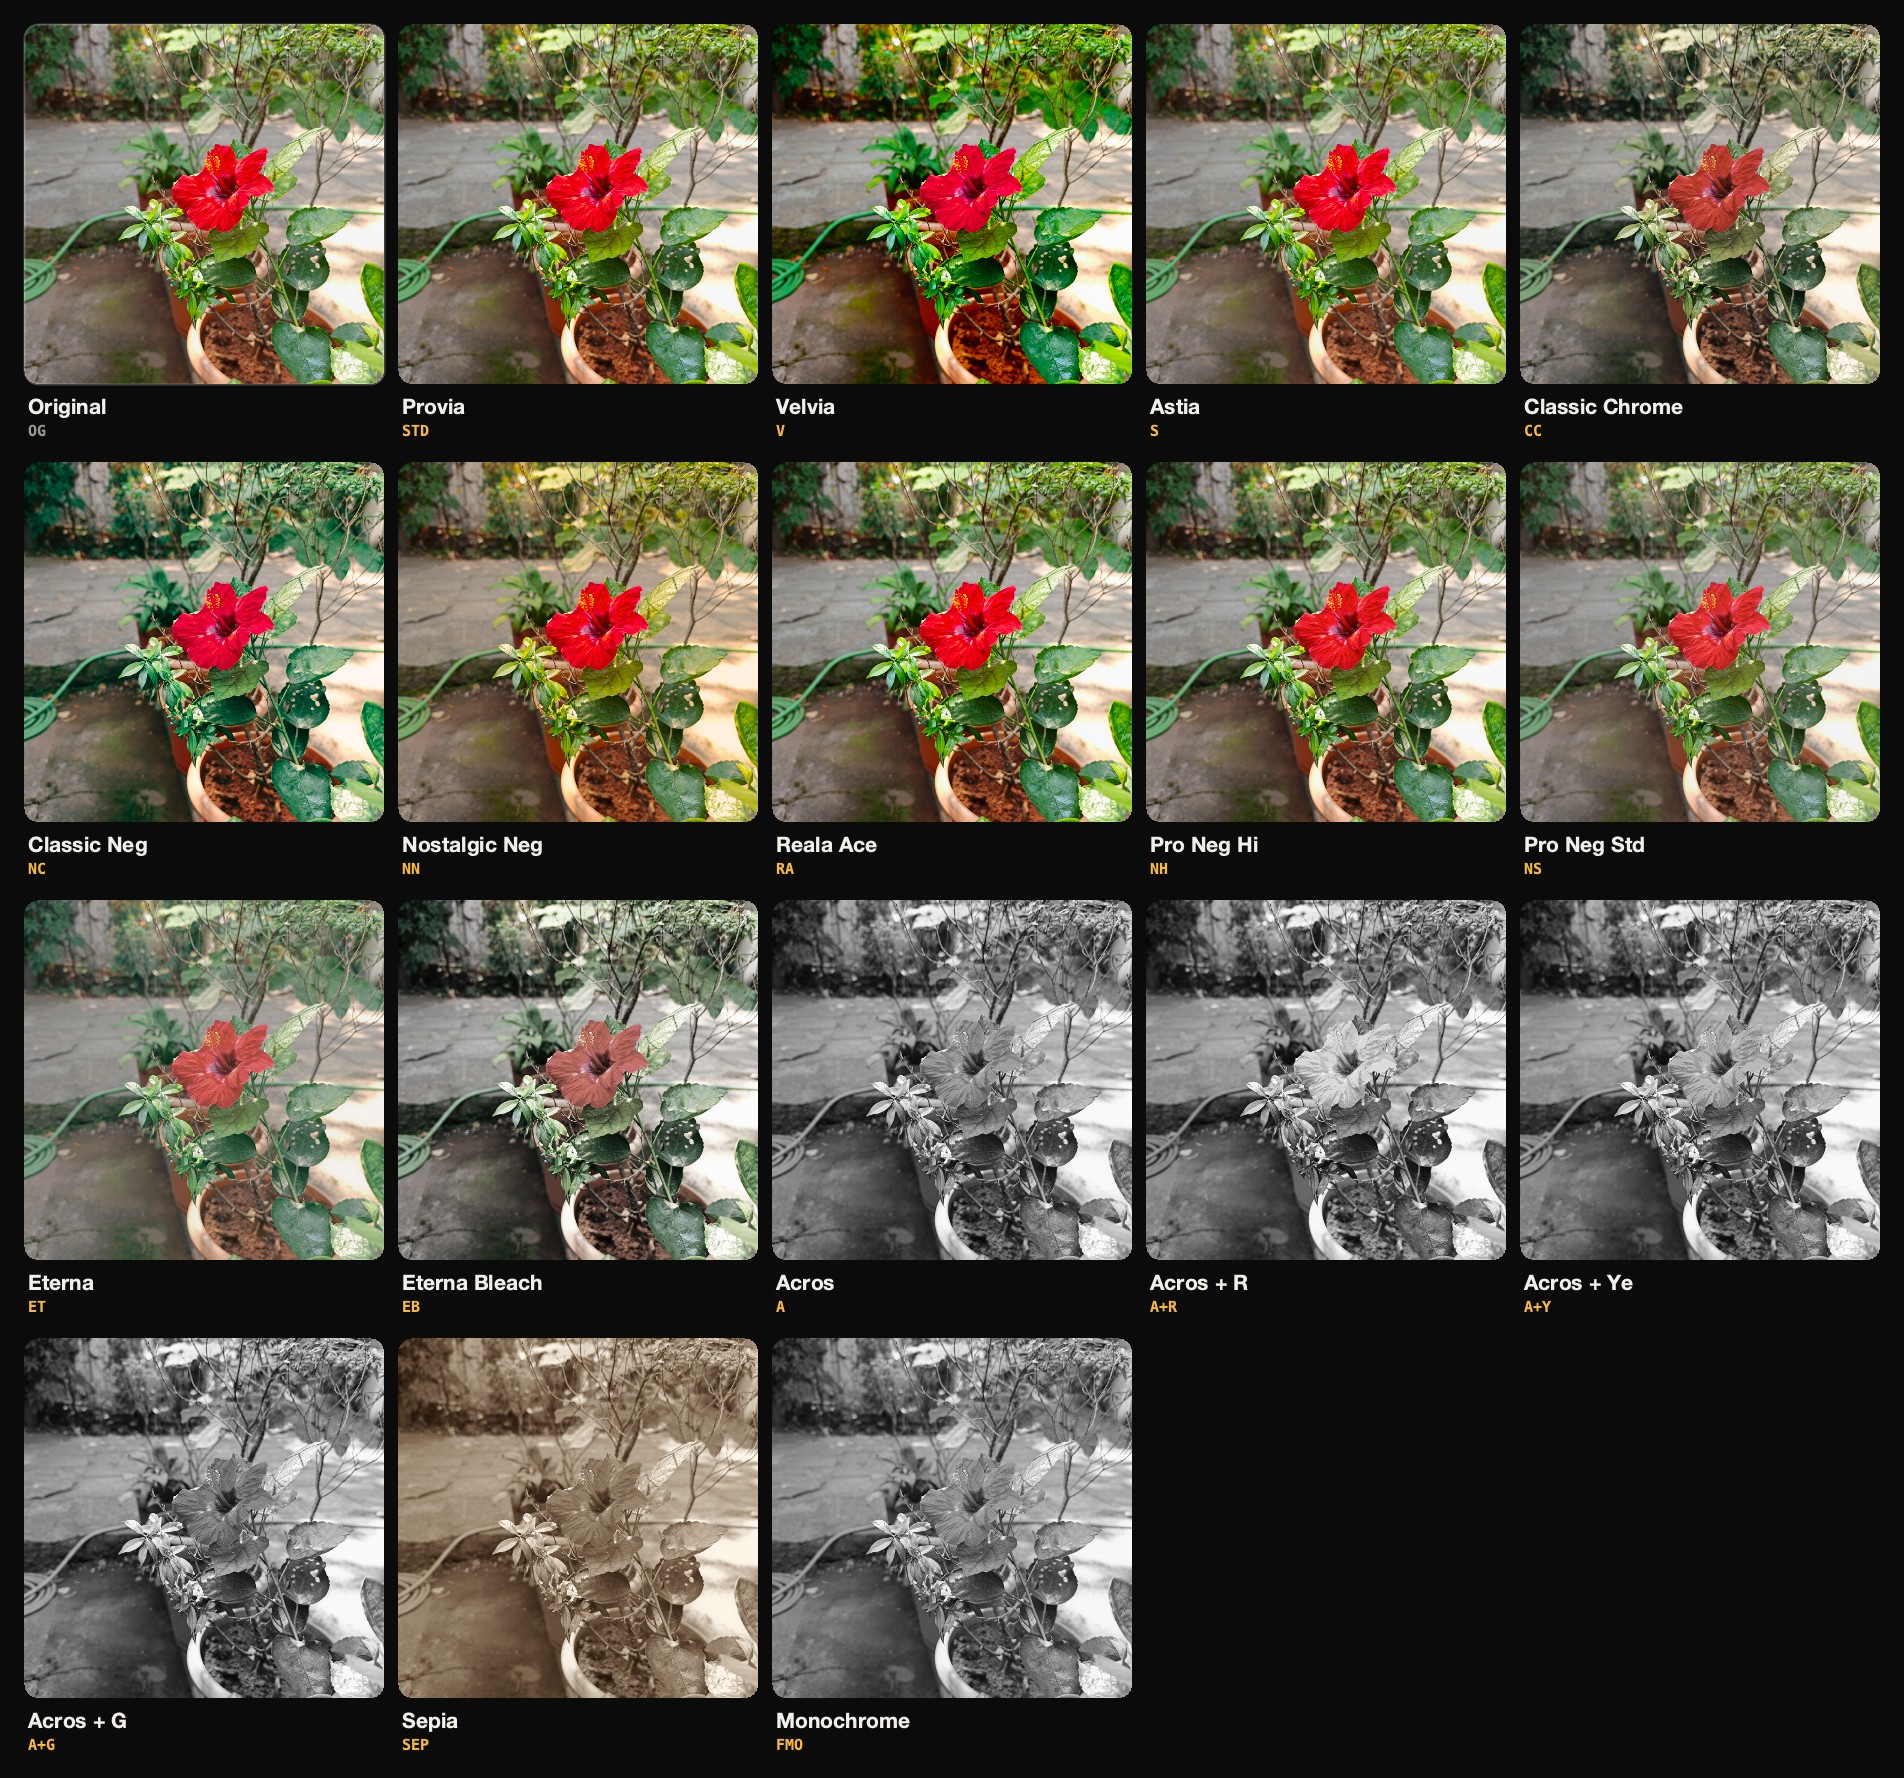 Original
OG
Provia
STD
Velvia
V
Astia
S
Classic Chrome
CC
Classic Neg
NC
Nostalgic Neg
NN
Reala Ace
RA
Pro Neg Hi
NH
Pro Neg Std
NS
Eterna
ET
Eterna Bleach
EB
Acros
A
Acros + R
A+R
Acros + Ye
A+Y
Acros + G
A+G
Sepia
SEP
Monochrome
FMO